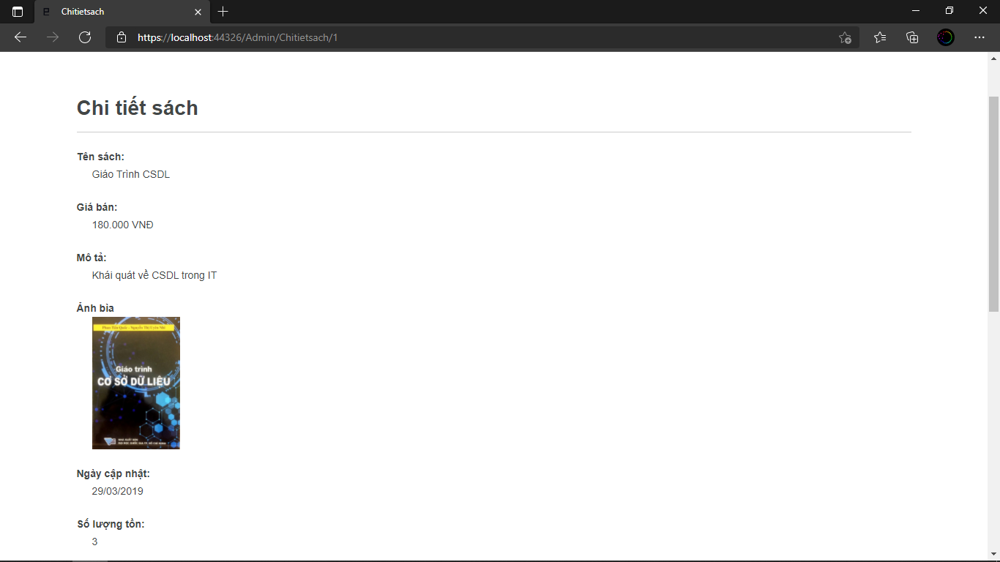 Chitietsach
https://localhost:44326/Admin/Chitietsach/1
Chi tiết sách
Tên sách:
Giáo Trình CSDL
Giá bán:
180.000 VNĐ
Mô tả:
Khái quát về CSDL trong IT
Ảnh bìa
Phan Tấn Quốc - Nguyễn Thị Uyên Nhi
Giáo trình
CƠ SỞ DỮ LIỆU
NHÀ XUẤT BẢN
ĐẠI HỌC QUỐC GIA TP. HỒ CHÍ MINH
Ngày cập nhật:
29/03/2019
Số lượng tồn:
3